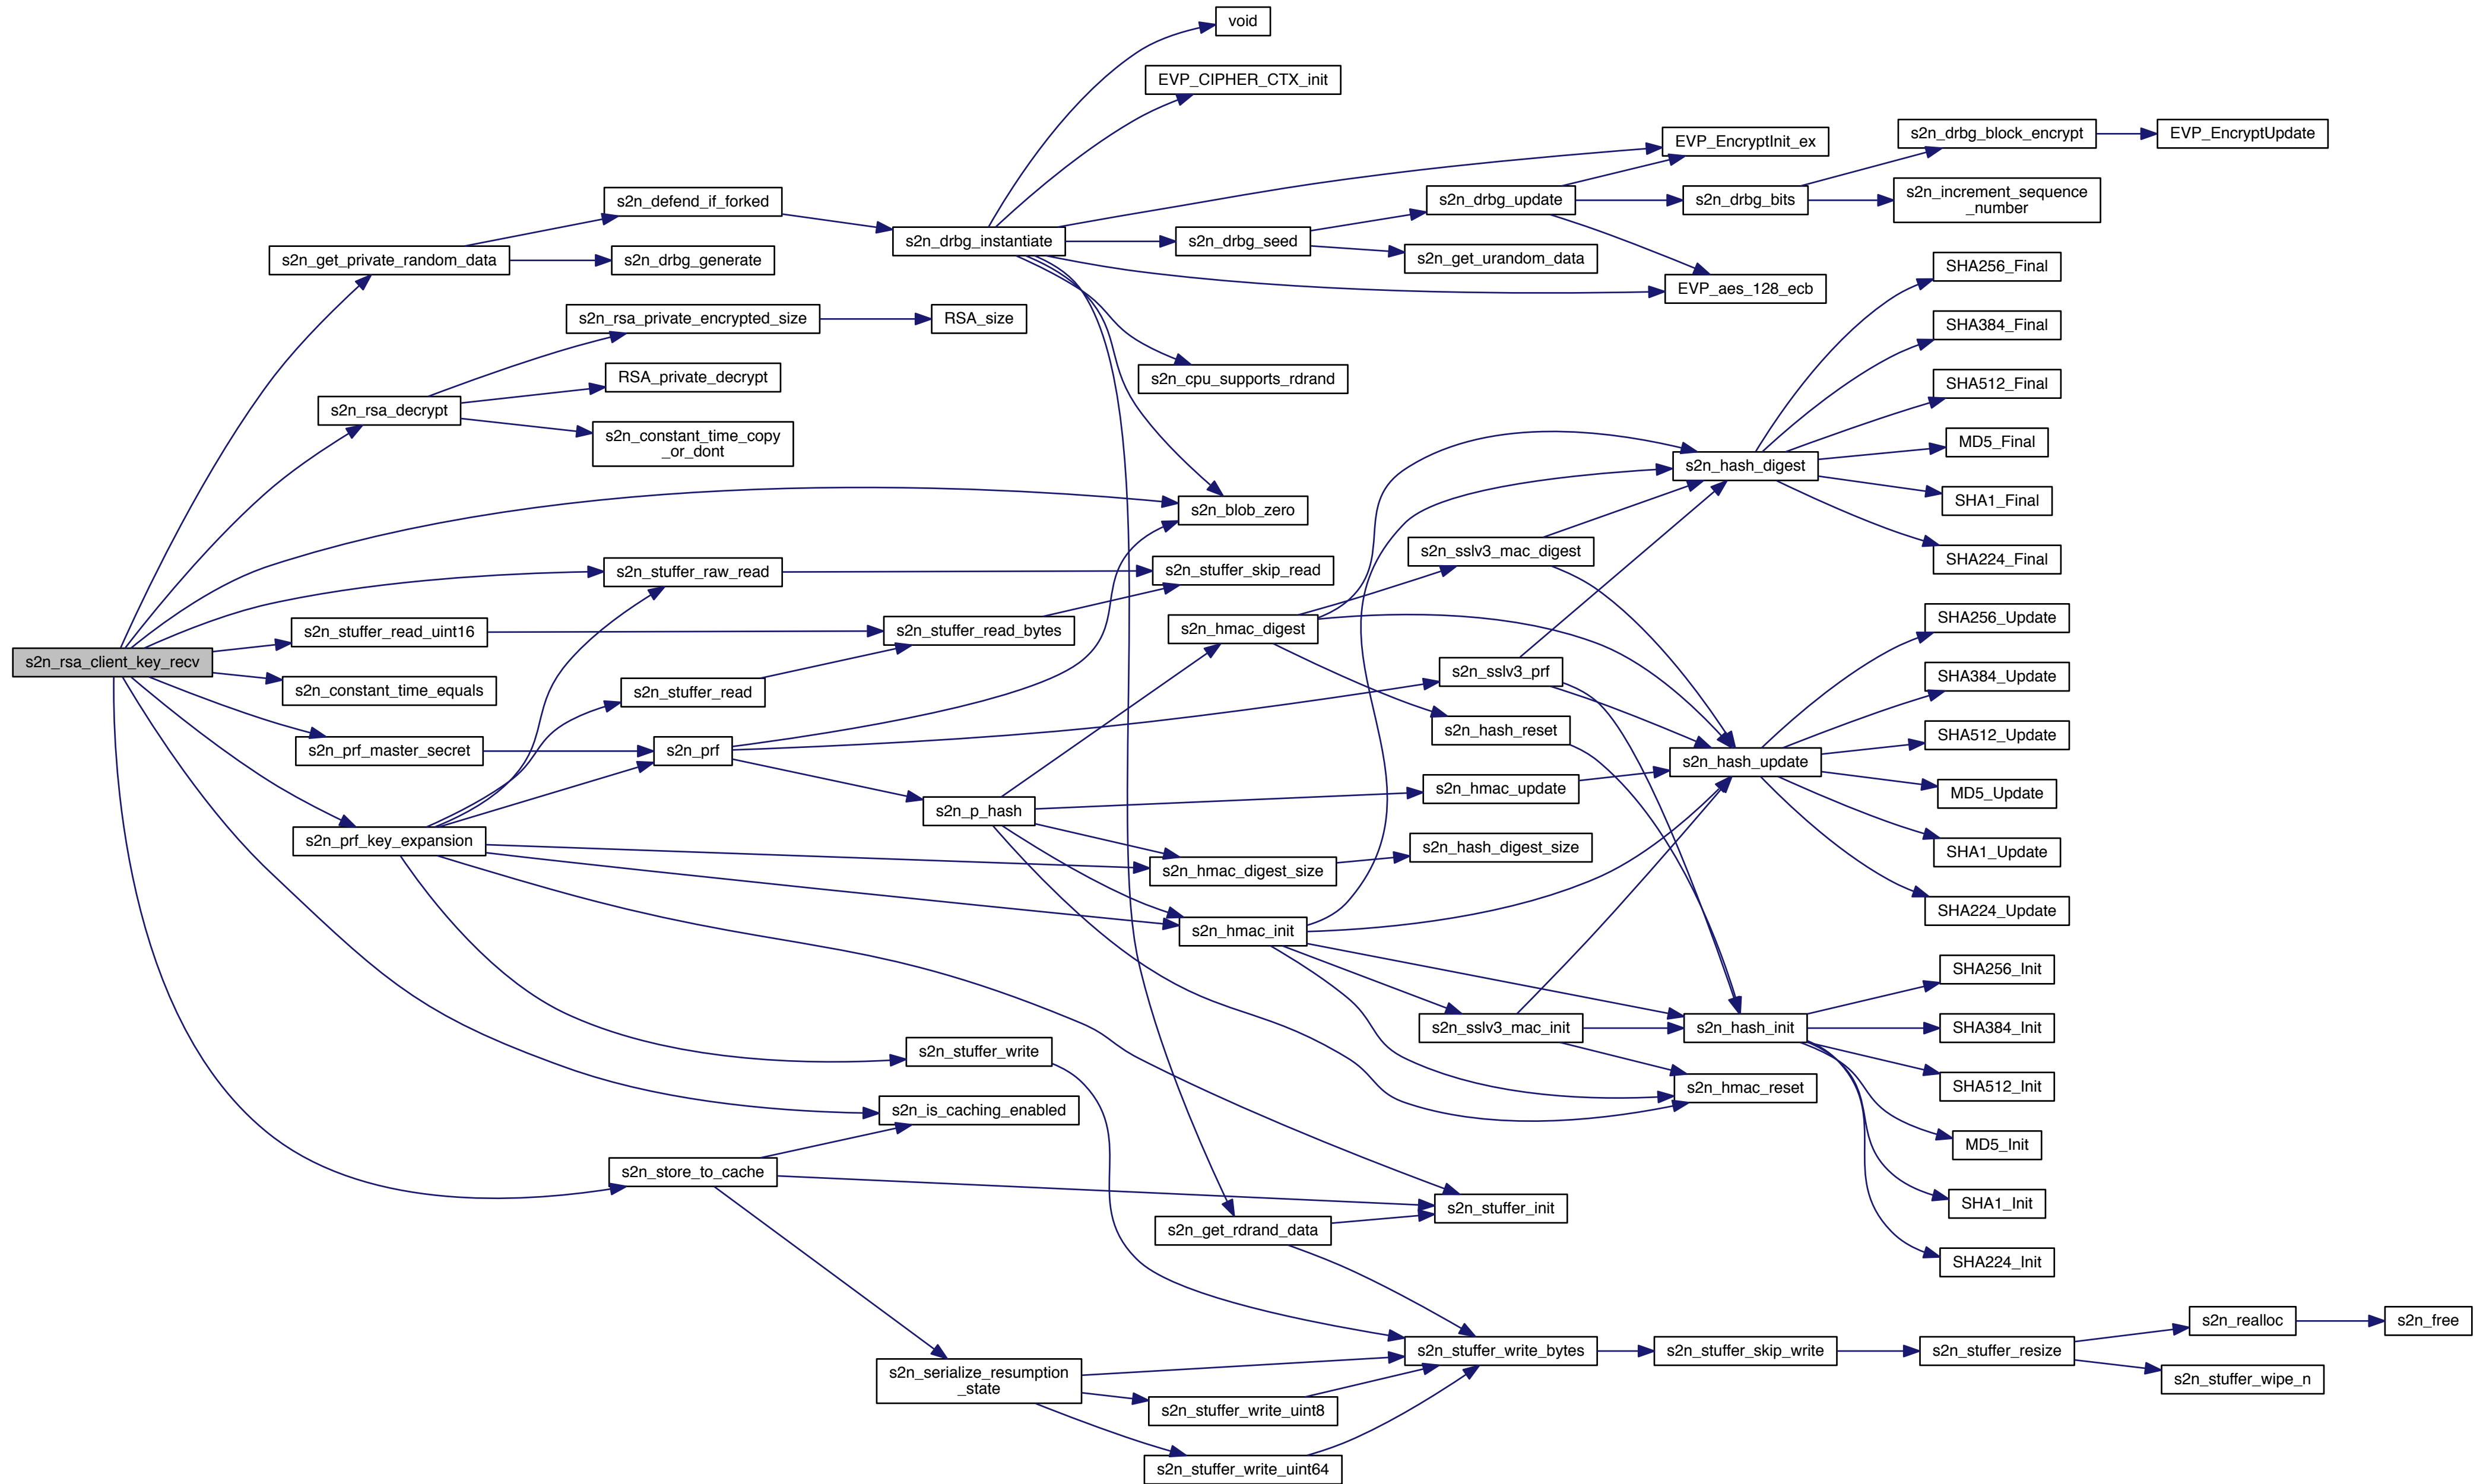 void
EVP_CIPHER_CTX_init
EVP_EncryptInit_ex
s2n_drbg_block_encrypt
EVP_EncryptUpdate
s2n_defend_if_forked
s2n_drbg_update
s2n_drbg_bits
s2n_increment_sequence
_number
s2n_drbg_instantiate
s2n_drbg_seed
s2n_get_private_random_data
s2n_drbg_generate
s2n_get_urandom_data
SHA256_Final
EVP_aes_128_ecb
s2n_rsa_private_encrypted_size
RSA_size
SHA384_Final
RSA_private_decrypt
s2n_cpu_supports_rdrand
SHA512_Final
s2n_rsa_decrypt
s2n_constant_time_copy
_or_dont
MD5_Final
s2n_hash_digest
SHA1_Final
s2n_blob_zero
s2n_sslv3_mac_digest
SHA224_Final
s2n_stuffer_raw_read
s2n_stuffer_skip_read
SHA256_Update
s2n_stuffer_read_uint16
s2n_stuffer_read_bytes
s2n_hmac_digest
s2n_rsa_client_key_recv
s2n_sslv3_prf
SHA384_Update
s2n_constant_time_equals
s2n_stuffer_read
s2n_hash_reset
SHA512_Update
s2n_prf_master_secret
s2n_prf
s2n_hash_update
s2n_hmac_update
MD5_Update
s2n_p_hash
s2n_prf_key_expansion
s2n_hash_digest_size
SHA1_Update
s2n_hmac_digest_size
SHA224_Update
s2n_hmac_init
SHA256_Init
s2n_sslv3_mac_init
s2n_hash_init
SHA384_Init
s2n_stuffer_write
SHA512_Init
s2n_hmac_reset
s2n_is_caching_enabled
MD5_Init
s2n_store_to_cache
SHA1_Init
s2n_stuffer_init
s2n_get_rdrand_data
SHA224_Init
s2n_realloc
s2n_free
s2n_stuffer_write_bytes
s2n_stuffer_skip_write
s2n_stuffer_resize
s2n_serialize_resumption
_state
s2n_stuffer_wipe_n
s2n_stuffer_write_uint8
s2n_stuffer_write_uint64